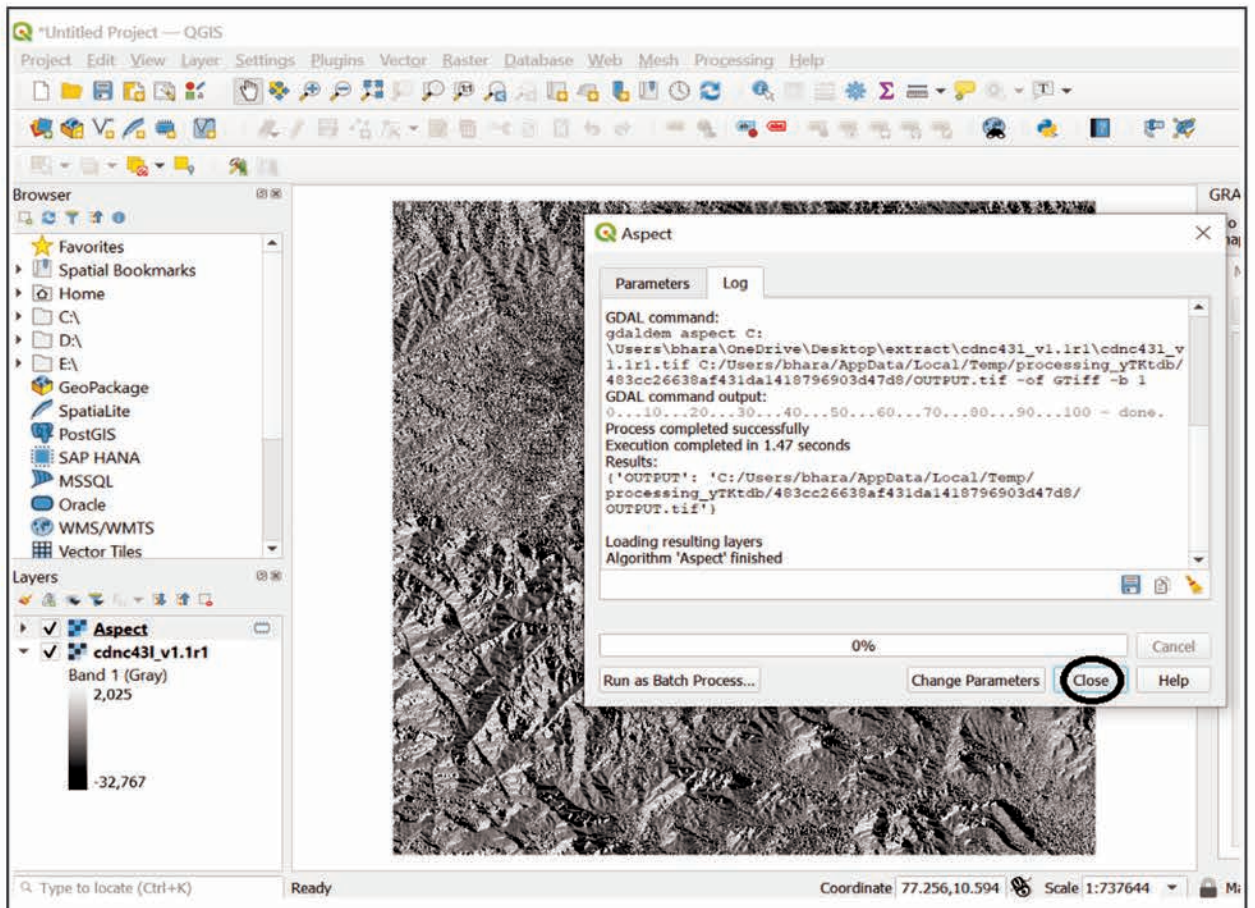 *Untitled Project — QGIS
Project Edit View Layer Settings Plugins Vector Raster Database Web Mesh Processing Help
Browser
Favorites
Spatial Bookmarks
Home
C:\
D:\
E:\
GeoPackage
SpatiaLite
PostGIS
SAP HANA
MSSQL
Oracle
WMS/WMTS
Vector Tiles
Layers
Aspect
cdnc43l_v1.1r1
Band 1 (Gray)
2,025
-32,767
GRA
Aspect
Parameters Log
GDAL command:
gdaldem aspect C:
\Users\bhara\OneDrive\Desktop\extract\cdnc43l_v1.1r1\cdnc43l_v
1.1r1.tif C:/Users/bhara/AppData/Local/Temp/processing_yTKtdb/
483cc26638af431da1418796903d47d8/OUTPUT.tif -of GTiff -b 1
GDAL command output:
0...10...20...30...40...50...60...70...80...90...100 - done.
Process completed successfully
Execution completed in 1.47 seconds
Results:
{'OUTPUT': 'C:/Users/bhara/AppData/Local/Temp/
processing_yTKtdb/483cc26638af431da1418796903d47d8/
OUTPUT.tif'}
Loading resulting layers
Algorithm 'Aspect' finished
0%
Cancel
Run as Batch Process... Change Parameters Close Help
Type to locate (Ctrl+K) Ready Coordinate 77.256,10.594 Scale 1:737644